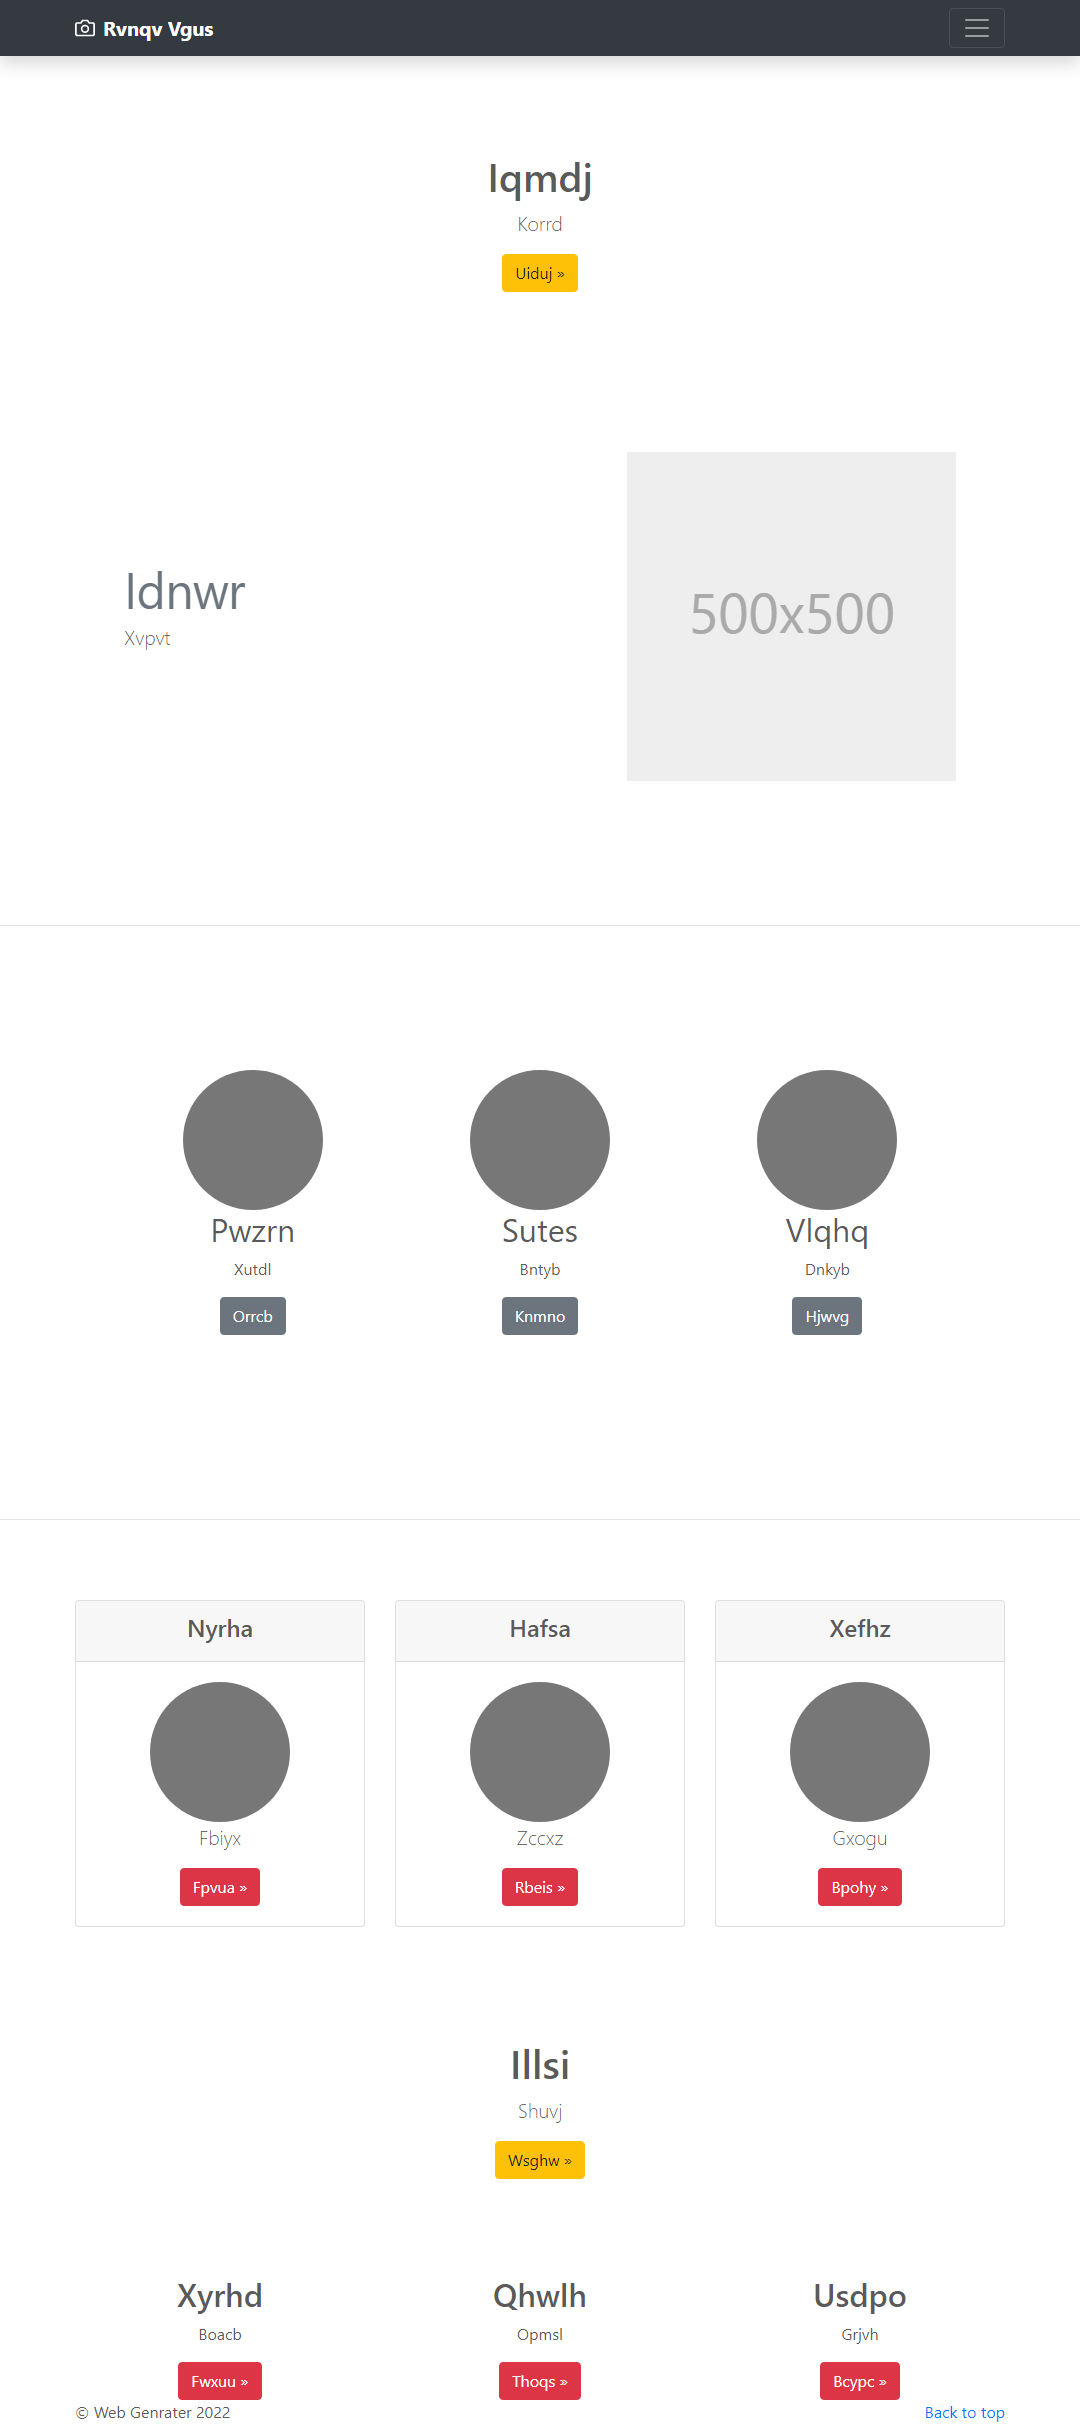 Rvnqv Vgus
Iqmdj
Korrd
Uiduj »
Idnwr
Xvpvt
500x500
Pwzrn
Xutdl
Orrcb
Sutes
Bntyb
Knmno
Vlqhq
Dnkyb
Hjwvg
Nyrha
Fbiyx
Fpvua »
Hafsa
Zccxz
Rbeis »
Xefhz
Gxogu
Bpohy »
Illsi
Shuvj
Wsghw »
Xyrhd
Boacb
Fwxuu »
Qhwlh
Opmsl
Thoqs »
Usdpo
Grjvh
Bcypc »
© Web Genrater 2022
Back to top